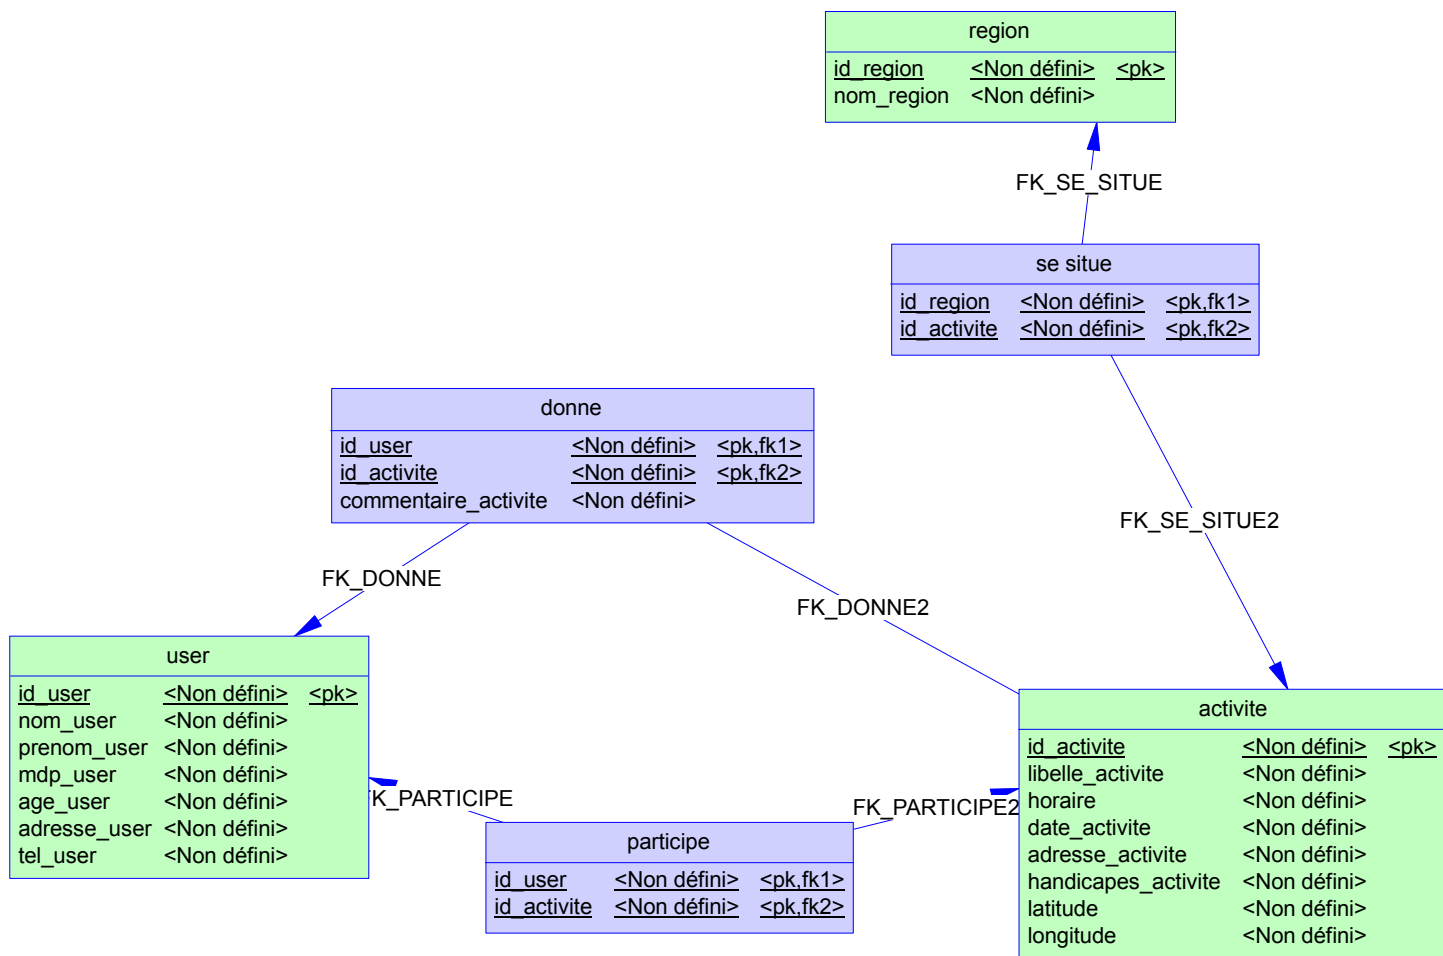 region
id_region <Non défini> <pk>
nom_region <Non défini>
FK_SE_SITUE
se situe
id_region <Non défini> <pk,fk1>
id_activite <Non défini> <pk,fk2>
donne
id_user <Non défini> <pk,fk1>
id_activite <Non défini> <pk,fk2>
commentaire_activite <Non défini>
FK_SE_SITUE2
FK_DONNE
FK_DONNE2
user
id_user <Non défini> <pk>
nom_user <Non défini>
prenom_user <Non défini>
mdp_user <Non défini>
age_user <Non défini>
adresse_user <Non défini>
tel_user <Non défini>
FK_PARTICIPE
FK_PARTICIPE2
participe
id_user <Non défini> <pk,fk1>
id_activite <Non défini> <pk,fk2>
activite
id_activite <Non défini> <pk>
libelle_activite <Non défini>
horaire <Non défini>
date_activite <Non défini>
adresse_activite <Non défini>
handicapes_activite <Non défini>
latitude <Non défini>
longitude <Non défini>